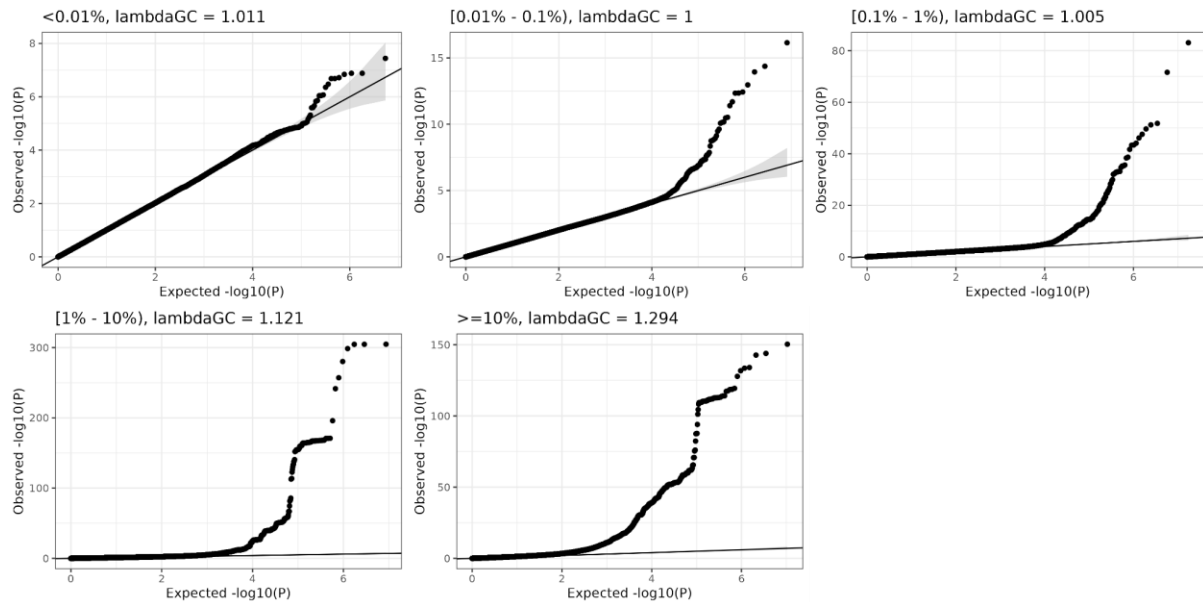 <0.01%, lambdaGC = 1.011
8
6
4
2
0
Observed -log10(P)
0 2 4 6
Expected -log10(P)
[0.01% - 0.1%), lambdaGC = 1
15
10
5
0
Observed -log10(P)
0 2 4 6
Expected -log10(P)
[0.1% - 1%), lambdaGC = 1.005
80
60
40
20
0
Observed -log10(P)
0 2 4 6
Expected -log10(P)
[1% - 10%), lambdaGC = 1.121
300
200
100
0
Observed -log10(P)
0 2 4 6
Expected -log10(P)
>=10%, lambdaGC = 1.294
150
100
50
0
Observed -log10(P)
0 2 4 6
Expected -log10(P)